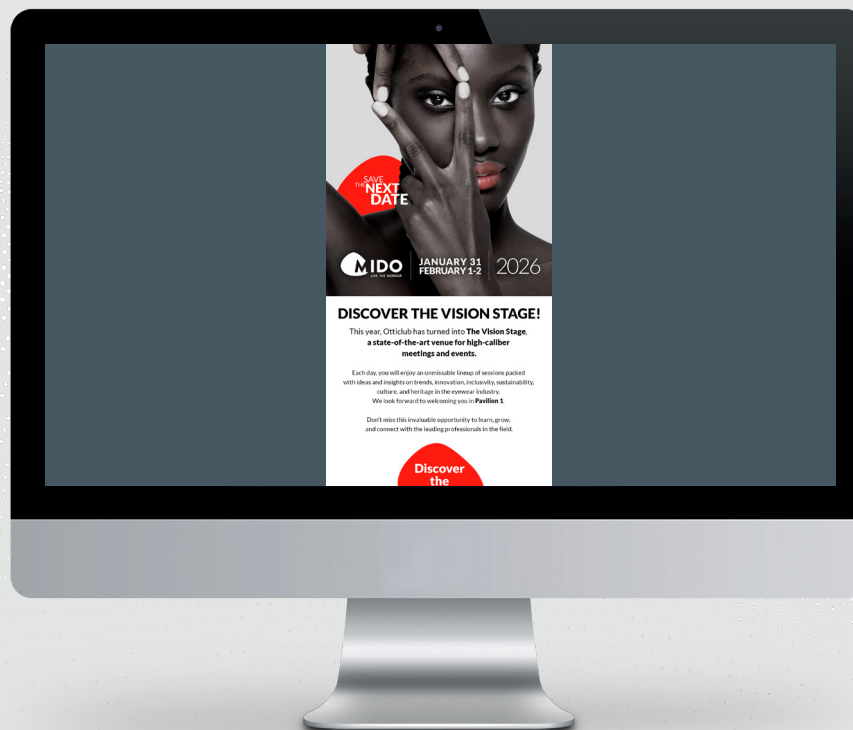 SAVE
THE NEXT
DATE
MIDO
LIVE THE WONDER
JANUARY 31
FEBRUARY 1-2
2026
DISCOVER THE VISION STAGE!
This year, Otticlub has turned into The Vision Stage,
a state-of-the-art venue for high-caliber
meetings and events.
Each day, you will enjoy an unmissable lineup of sessions packed
with ideas and insights on trends, innovation, inclusivity, sustainability,
culture, and heritage in the eyewear industry.
We look forward to welcoming you in Pavilion 1.
Don't miss this invaluable opportunity to learn, grow,
and connect with the leading professionals in the field.
Discover
the